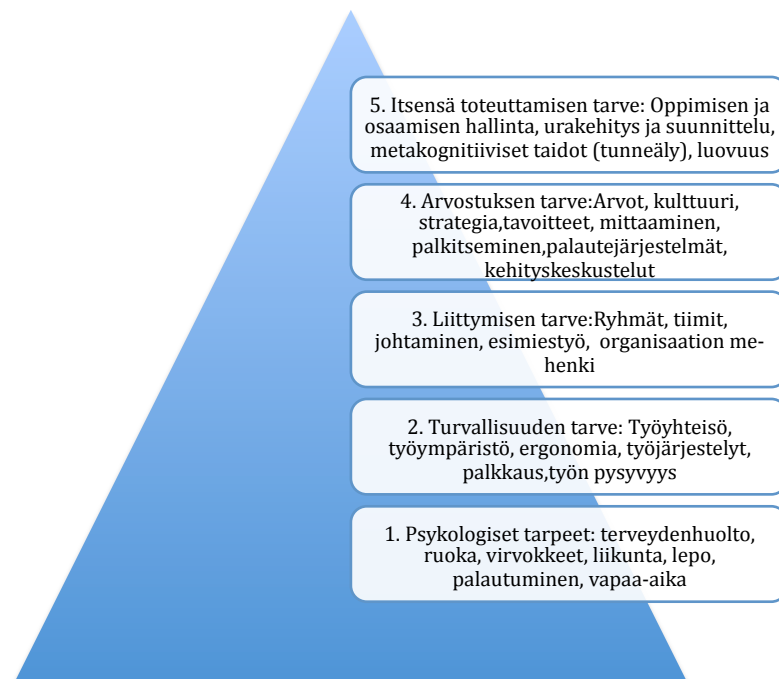 5. Itsensä toteuttamisen tarve: Oppimisen ja
osaamisen hallinta, urakehitys ja suunnittelu,
metakognitiiviset taidot (tunneäly), luovuus
4. Arvostuksen tarve:Arvot, kulttuuri,
strategia,tavoitteet, mittaaminen,
palkitseminen,palautejärjestelmät,
kehityskeskustelut
3. Liittymisen tarve:Ryhmät, tiimit,
johtaminen, esimiestyö, organisaation me-
henki
2. Turvallisuuden tarve: Työyhteisö,
työympäristö, ergonomia, työjärjestelyt,
palkkaus,työn pysyvyys
1. Psykologiset tarpeet: terveydenhuolto,
ruoka, virvokkeet, liikunta, lepo,
palautuminen, vapaa-aika